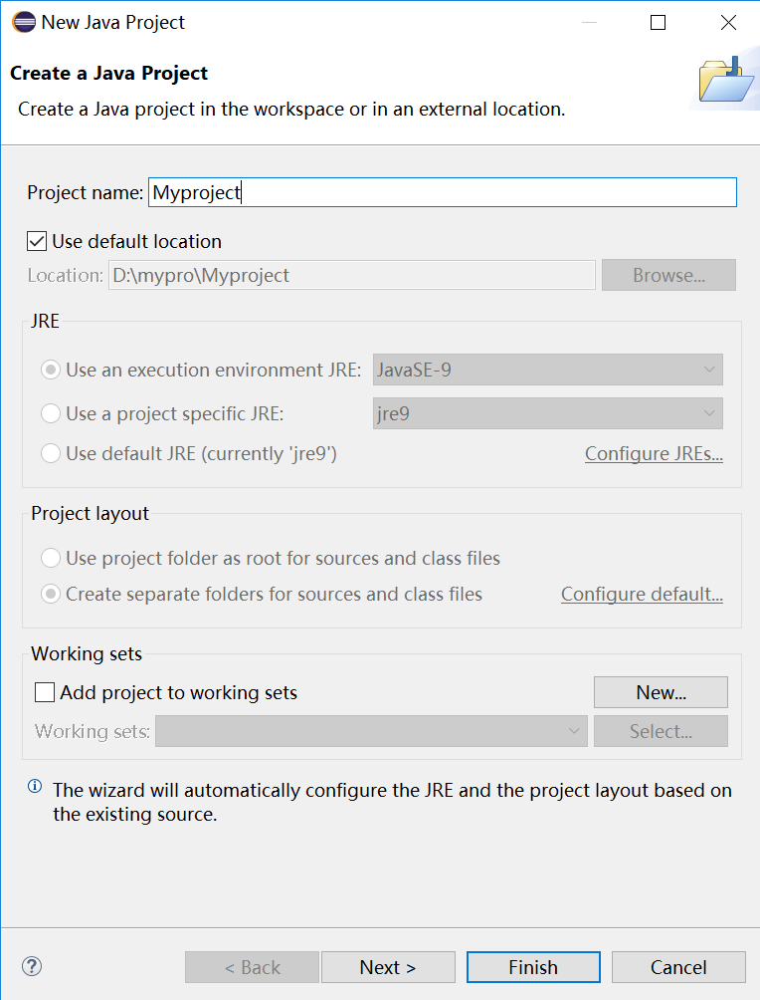 New Java Project
Create a Java Project
Create a Java project in the workspace or in an external location.
Project name: Myproject
Use default location
Location: D:\mypro\Myproject Browse...
JRE
Use an execution environment JRE: JavaSE-9
Use a project specific JRE: jre9
Use default JRE (currently 'jre9') Configure JREs...
Project layout
Use project folder as root for sources and class files
Create separate folders for sources and class files Configure default...
Working sets
Add project to working sets New...
Working sets: Select...
The wizard will automatically configure the JRE and the project layout based on
the existing source.
< Back Next > Finish Cancel